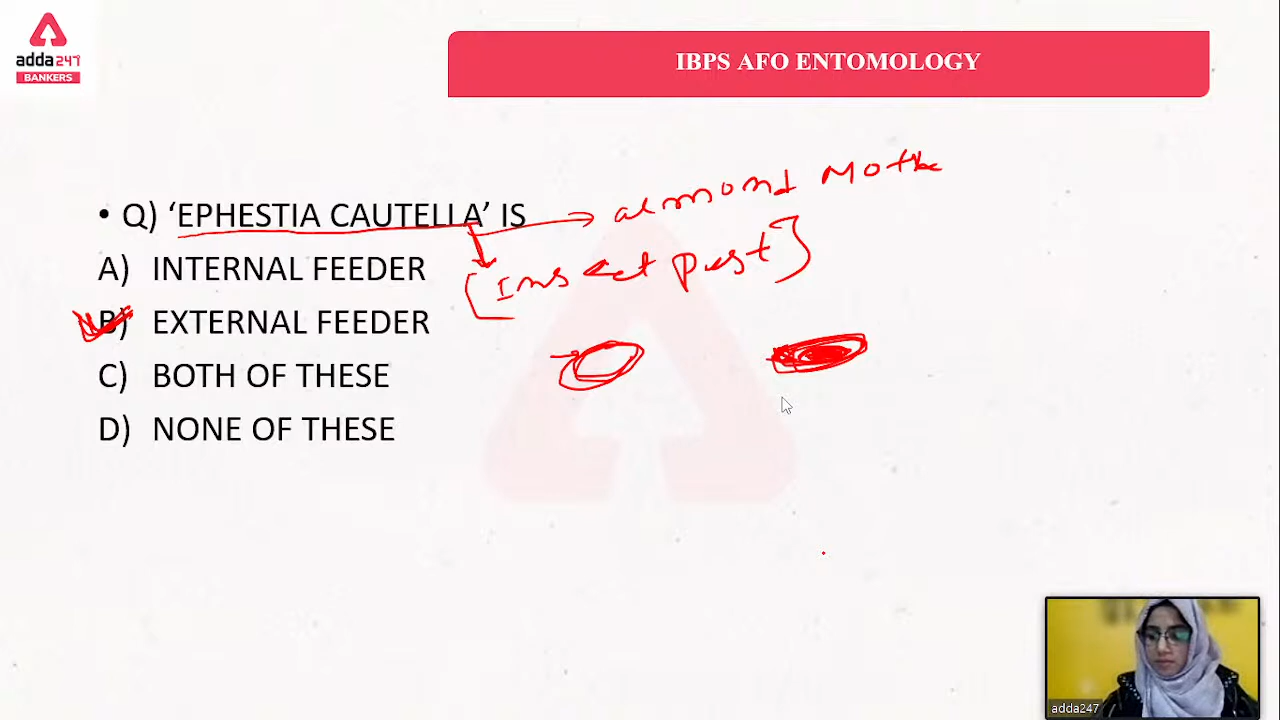 adda247
BANKERS
IBPS AFO ENTOMOLOGY
• Q) ‘EPHESTIA CAUTELLA’ IS
almond Moth
[Insect pest]
A) INTERNAL FEEDER
B) EXTERNAL FEEDER
C) BOTH OF THESE
D) NONE OF THESE
adda247